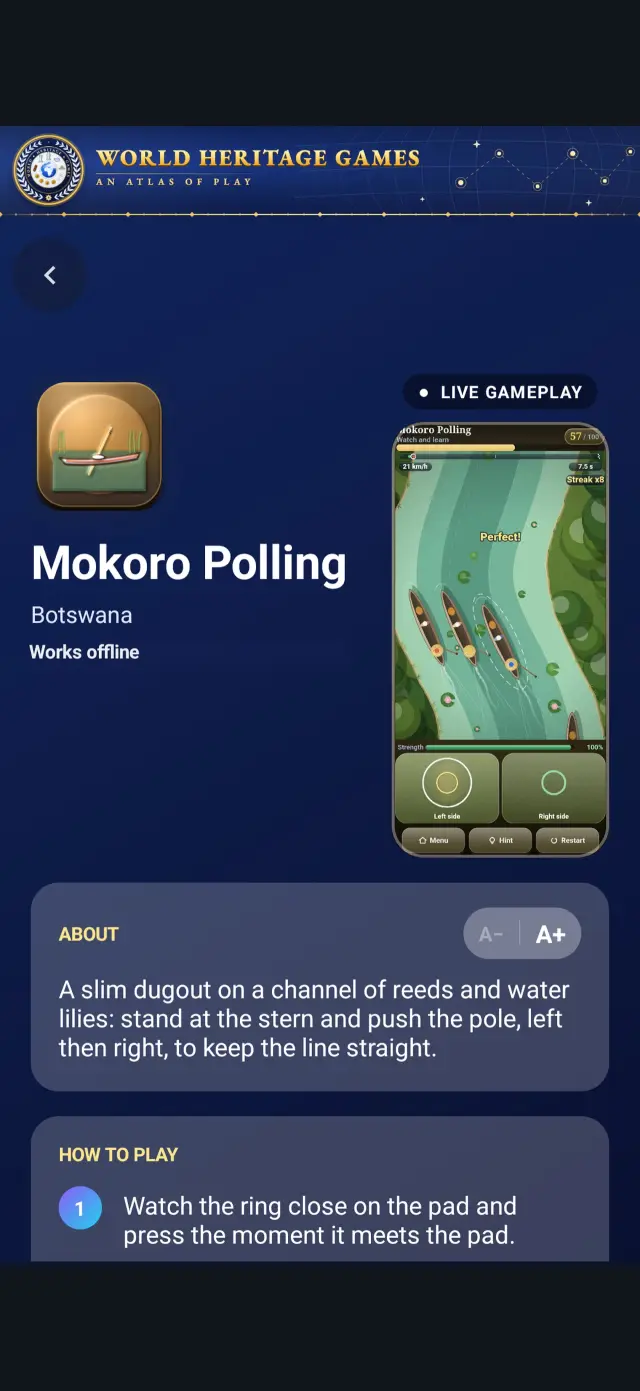 WORLD HERITAGE GAMES
AN ATLAS OF PLAY
LIVE GAMEPLAY
Mokoro Polling
Watch and learn
57 / 100
21 km/h
7.5 s
Streak x8
Perfect!
Strength
100%
Left side
Right side
Menu
Hint
Restart
Mokoro Polling
Botswana
Works offline
ABOUT
A−
A+
A slim dugout on a channel of reeds and water
lilies: stand at the stern and push the pole, left
then right, to keep the line straight.
HOW TO PLAY
1
Watch the ring close on the pad and
press the moment it meets the pad.